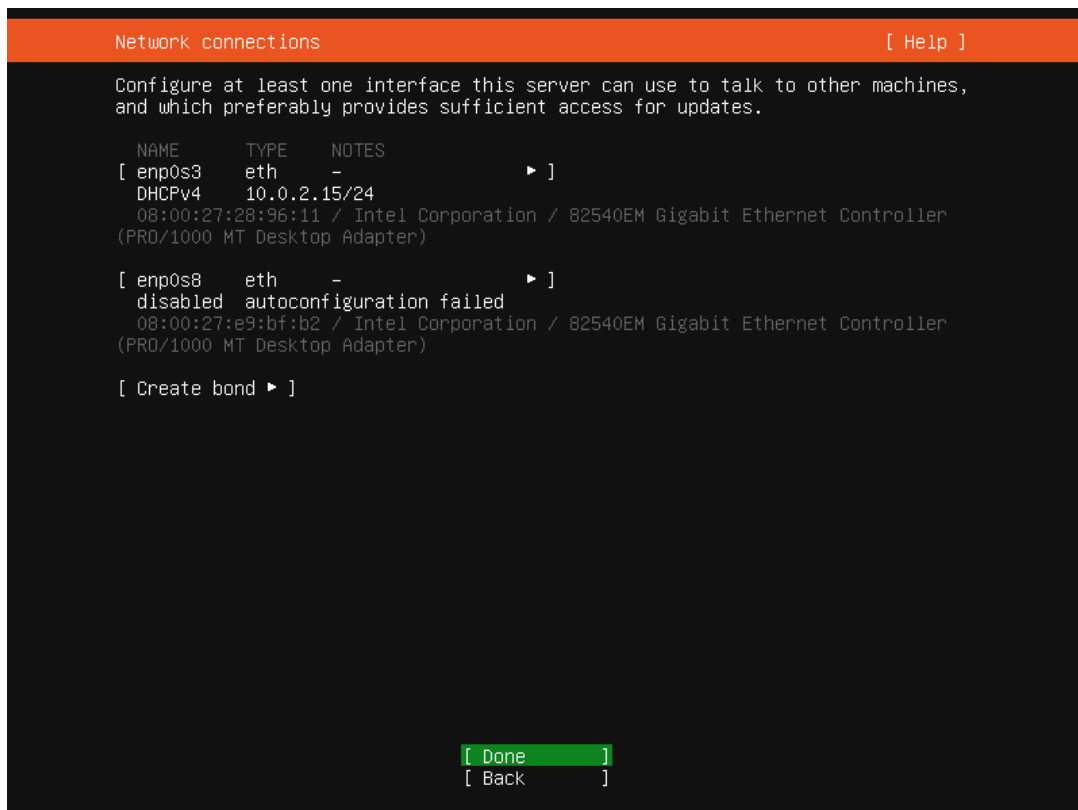 Network connections [ Help ]
Configure at least one interface this server can use to talk to other machines,
and which preferably provides sufficient access for updates.
NAME TYPE NOTES
[ enp0s3 eth – ▸ ]
DHCPv4 10.0.2.15/24
08:00:27:28:96:11 / Intel Corporation / 82540EM Gigabit Ethernet Controller
(PRO/1000 MT Desktop Adapter)
[ enp0s8 eth – ▸ ]
disabled autoconfiguration failed
08:00:27:e9:bf:b2 / Intel Corporation / 82540EM Gigabit Ethernet Controller
(PRO/1000 MT Desktop Adapter)
[ Create bond ▸ ]
[ Done ]
[ Back ]